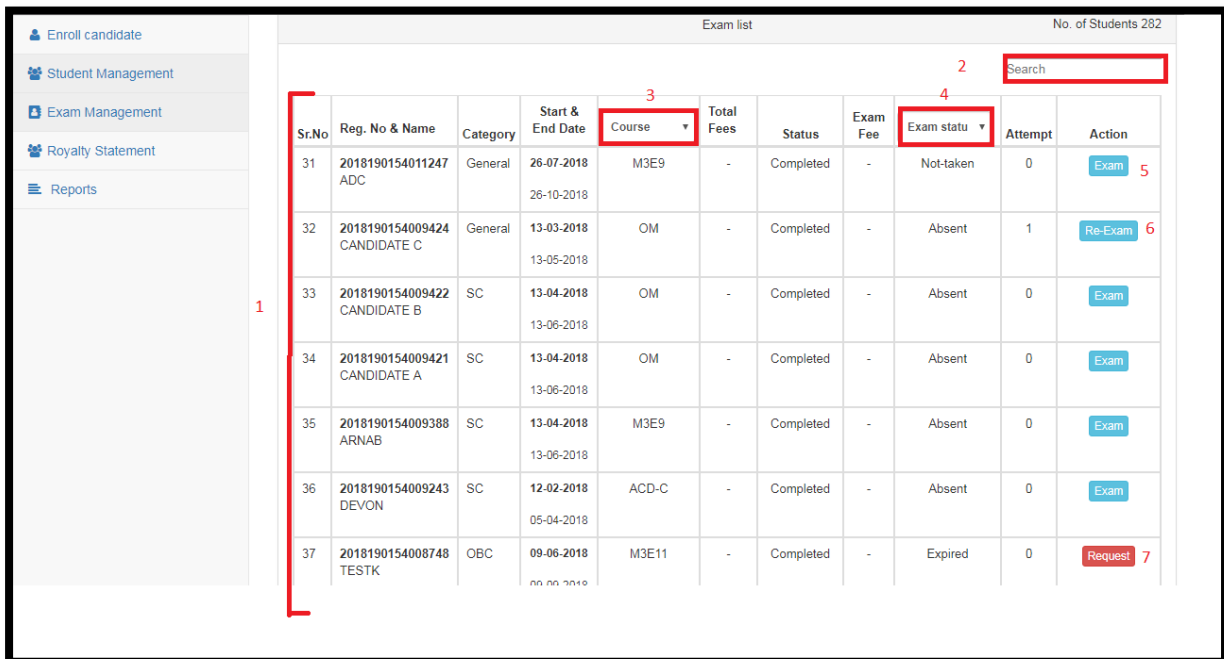 Enroll candidate
Student Management
Exam Management
Royalty Statement
Reports
Exam list No. of Students 282
2 Search
3 4
Sr.No Reg. No & Name Category Start & End Date Course Total Fees Status Exam Fee Exam statu Attempt Action
31 2018190154011247 General 26-07-2018 M3E9 - Completed - Not-taken 0 Exam 5
ADC
26-10-2018
32 2018190154009424 General 13-03-2018 OM - Completed - Absent 1 Re-Exam 6
CANDIDATE C
13-05-2018
1
33 2018190154009422 SC 13-04-2018 OM - Completed - Absent 0 Exam
CANDIDATE B
13-06-2018
34 2018190154009421 SC 13-04-2018 OM - Completed - Absent 0 Exam
CANDIDATE A
13-06-2018
35 2018190154009388 SC 13-04-2018 M3E9 - Completed - Absent 0 Exam
ARNAB
13-06-2018
36 2018190154009243 SC 12-02-2018 ACD-C - Completed - Absent 0 Exam
DEVON
05-04-2018
37 2018190154008748 OBC 09-06-2018 M3E11 - Completed - Expired 0 Request 7
TESTK